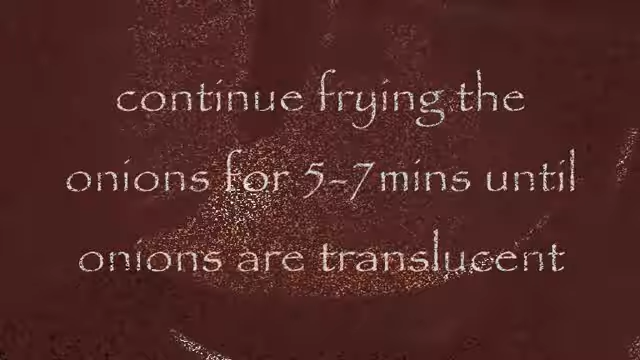 continue frying the
onions for 5-7mins until
onions are translucent